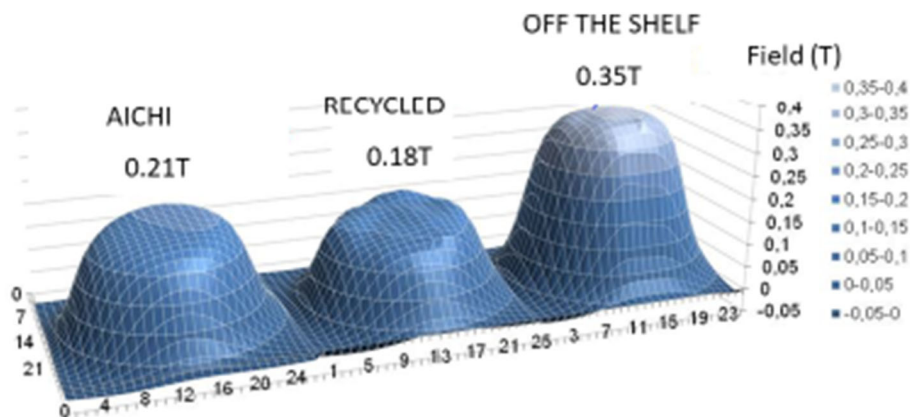 OFF THE SHELF
0.35T
Field (T)
AICHI
0.21T
RECYCLED
0.18T
0,35-0,4
0,3-0,35
0,25-0,3
0,2-0,25
0,15-0,2
0,1-0,15
0,05-0,1
0-0,05
-0,05-0
0,4
0,35
0,3
0,25
0,2
0,15
0,1
0,05
0
-0,05
0
7
14
21
0 4 8 12 16 20 24 1 5 9 13 17 21 25 3 7 11 15 19 23